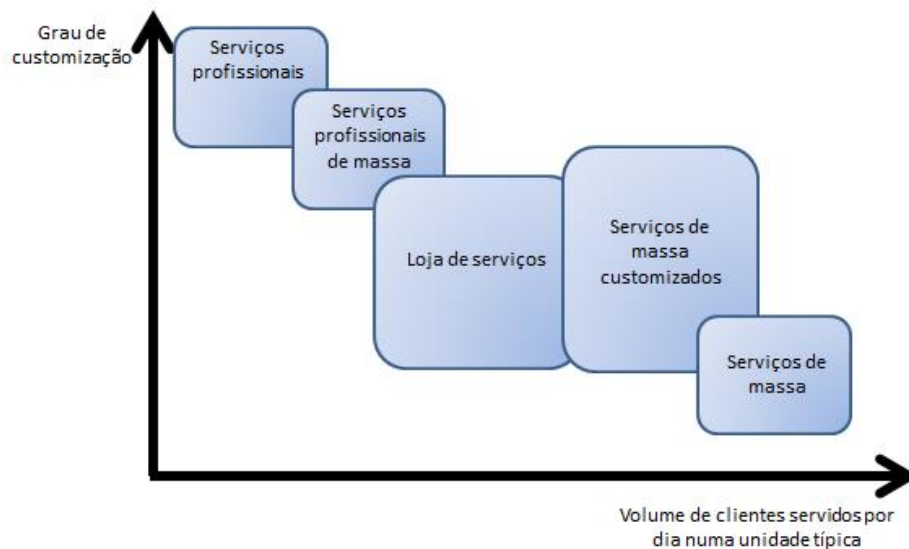 Grau de
customização
Serviços
profissionais
Serviços
profissionais
de massa
Loja de serviços
Serviços de
massa
customizados
Serviços de
massa
Volume de clientes servidos por
dia numa unidade típica